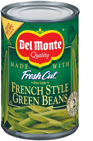 Del Monte
Quality
MADE WITH
Fresh Cut
FRENCH STYLE
GREEN BEANS